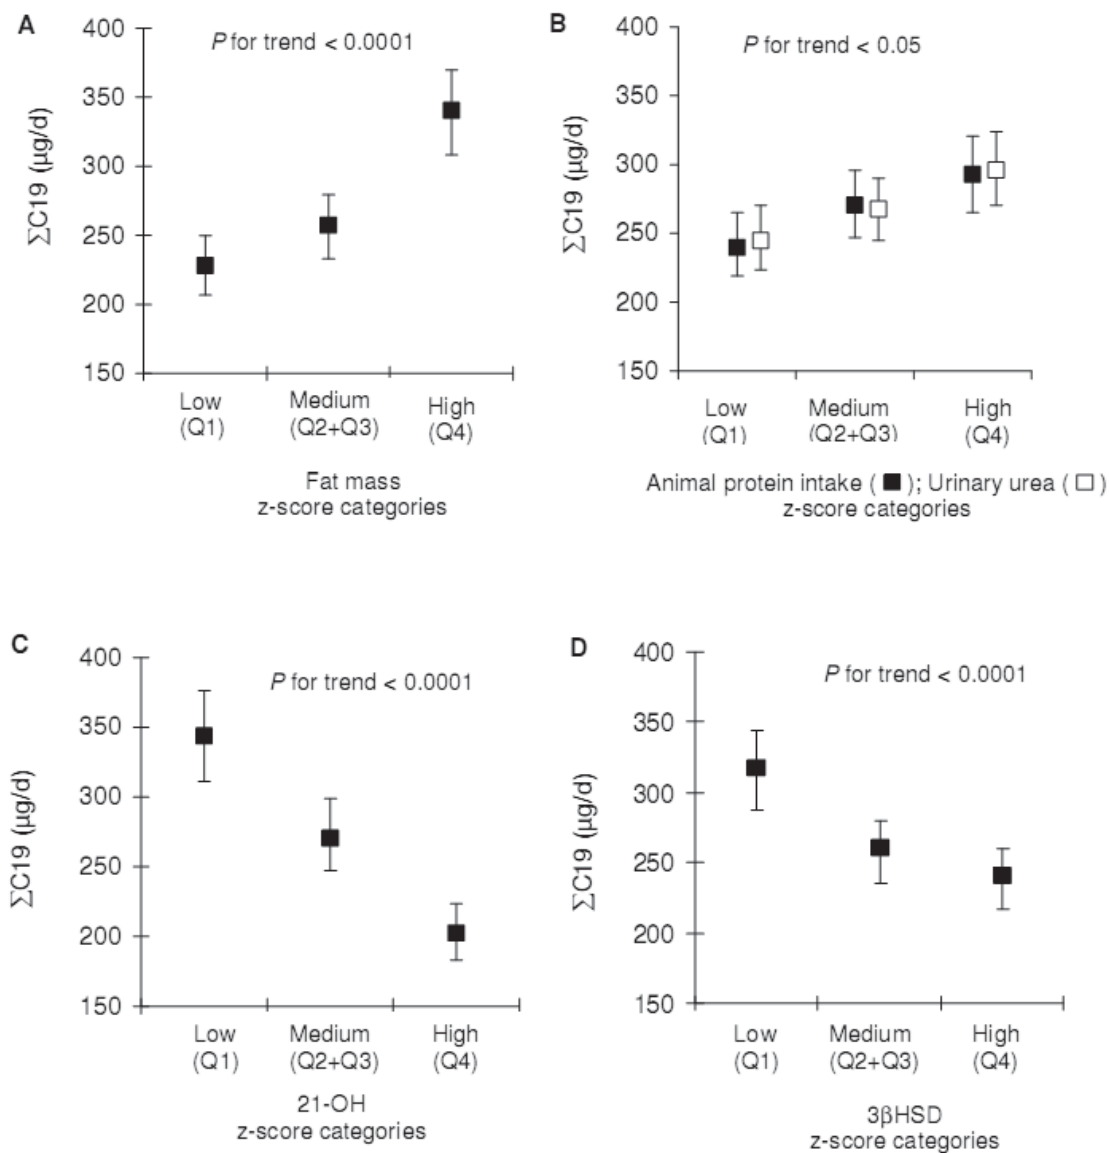 A
P for trend < 0.0001
∑C19 (µg/d)
400
350
300
250
200
150
Low
(Q1)
Medium
(Q2+Q3)
High
(Q4)
Fat mass
z-score categories
B
P for trend < 0.05
∑C19 (µg/d)
400
350
300
250
200
150
Low
(Q1)
Medium
(Q2+Q3)
High
(Q4)
Animal protein intake ( ■ ); Urinary urea ( □ )
z-score categories
C
P for trend < 0.0001
∑C19 (µg/d)
400
350
300
250
200
150
Low
(Q1)
Medium
(Q2+Q3)
High
(Q4)
21-OH
z-score categories
D
P for trend < 0.0001
∑C19 (µg/d)
400
350
300
250
200
150
Low
(Q1)
Medium
(Q2+Q3)
High
(Q4)
3βHSD
z-score categories